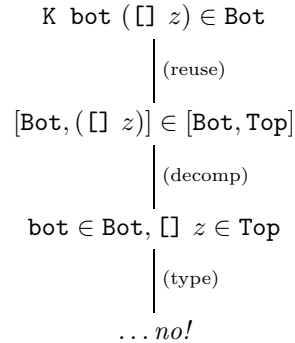 K bot ([] z) ∈ Bot
(reuse)
[Bot, ([] z)] ∈ [Bot, Top]
(decomp)
bot ∈ Bot, [] z ∈ Top
(type)
... no!